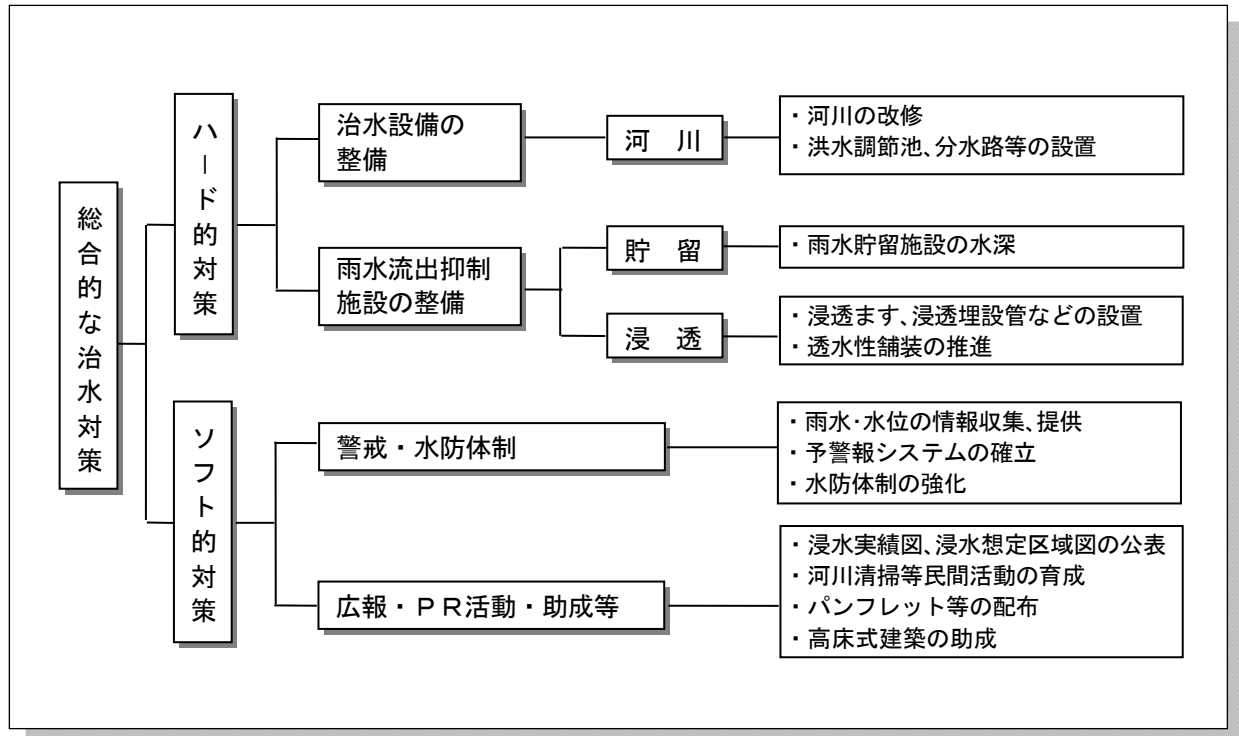 総合的な治水対策
ハード的対策
治水設備の
整備
河　川
・河川の改修
・洪水調節池、分水路等の設置
雨水流出抑制
施設の整備
貯　留
・雨水貯留施設の水深
浸　透
・浸透ます、浸透埋設管などの設置
・透水性舗装の推進
ソフト的対策
警戒・水防体制
・雨水・水位の情報収集、提供
・予警報システムの確立
・水防体制の強化
広報・ＰＲ活動・助成等
・浸水実績図、浸水想定区域図の公表
・河川清掃等民間活動の育成
・パンフレット等の配布
・高床式建築の助成